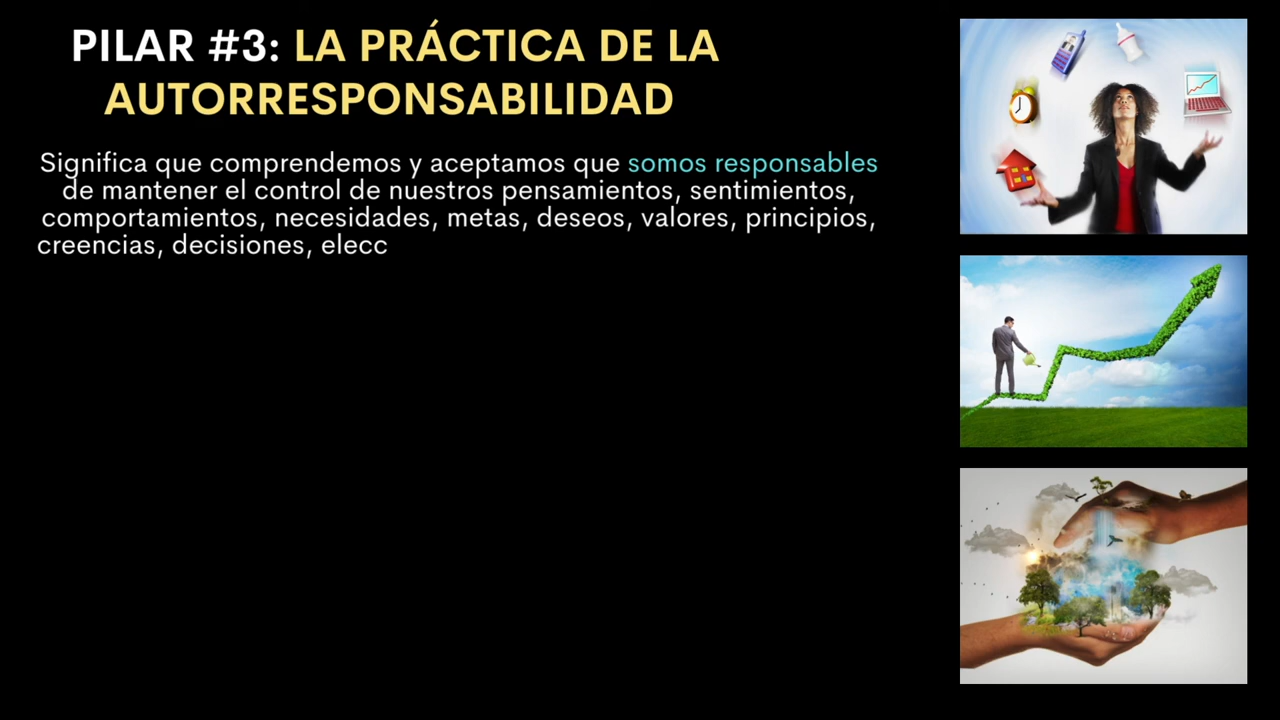 PILAR #3: LA PRÁCTICA DE LA
AUTORRESPONSABILIDAD
Significa que comprendemos y aceptamos que somos responsables
de mantener el control de nuestros pensamientos, sentimientos,
comportamientos, necesidades, metas, deseos, valores, principios,
creencias, decisiones, elecc